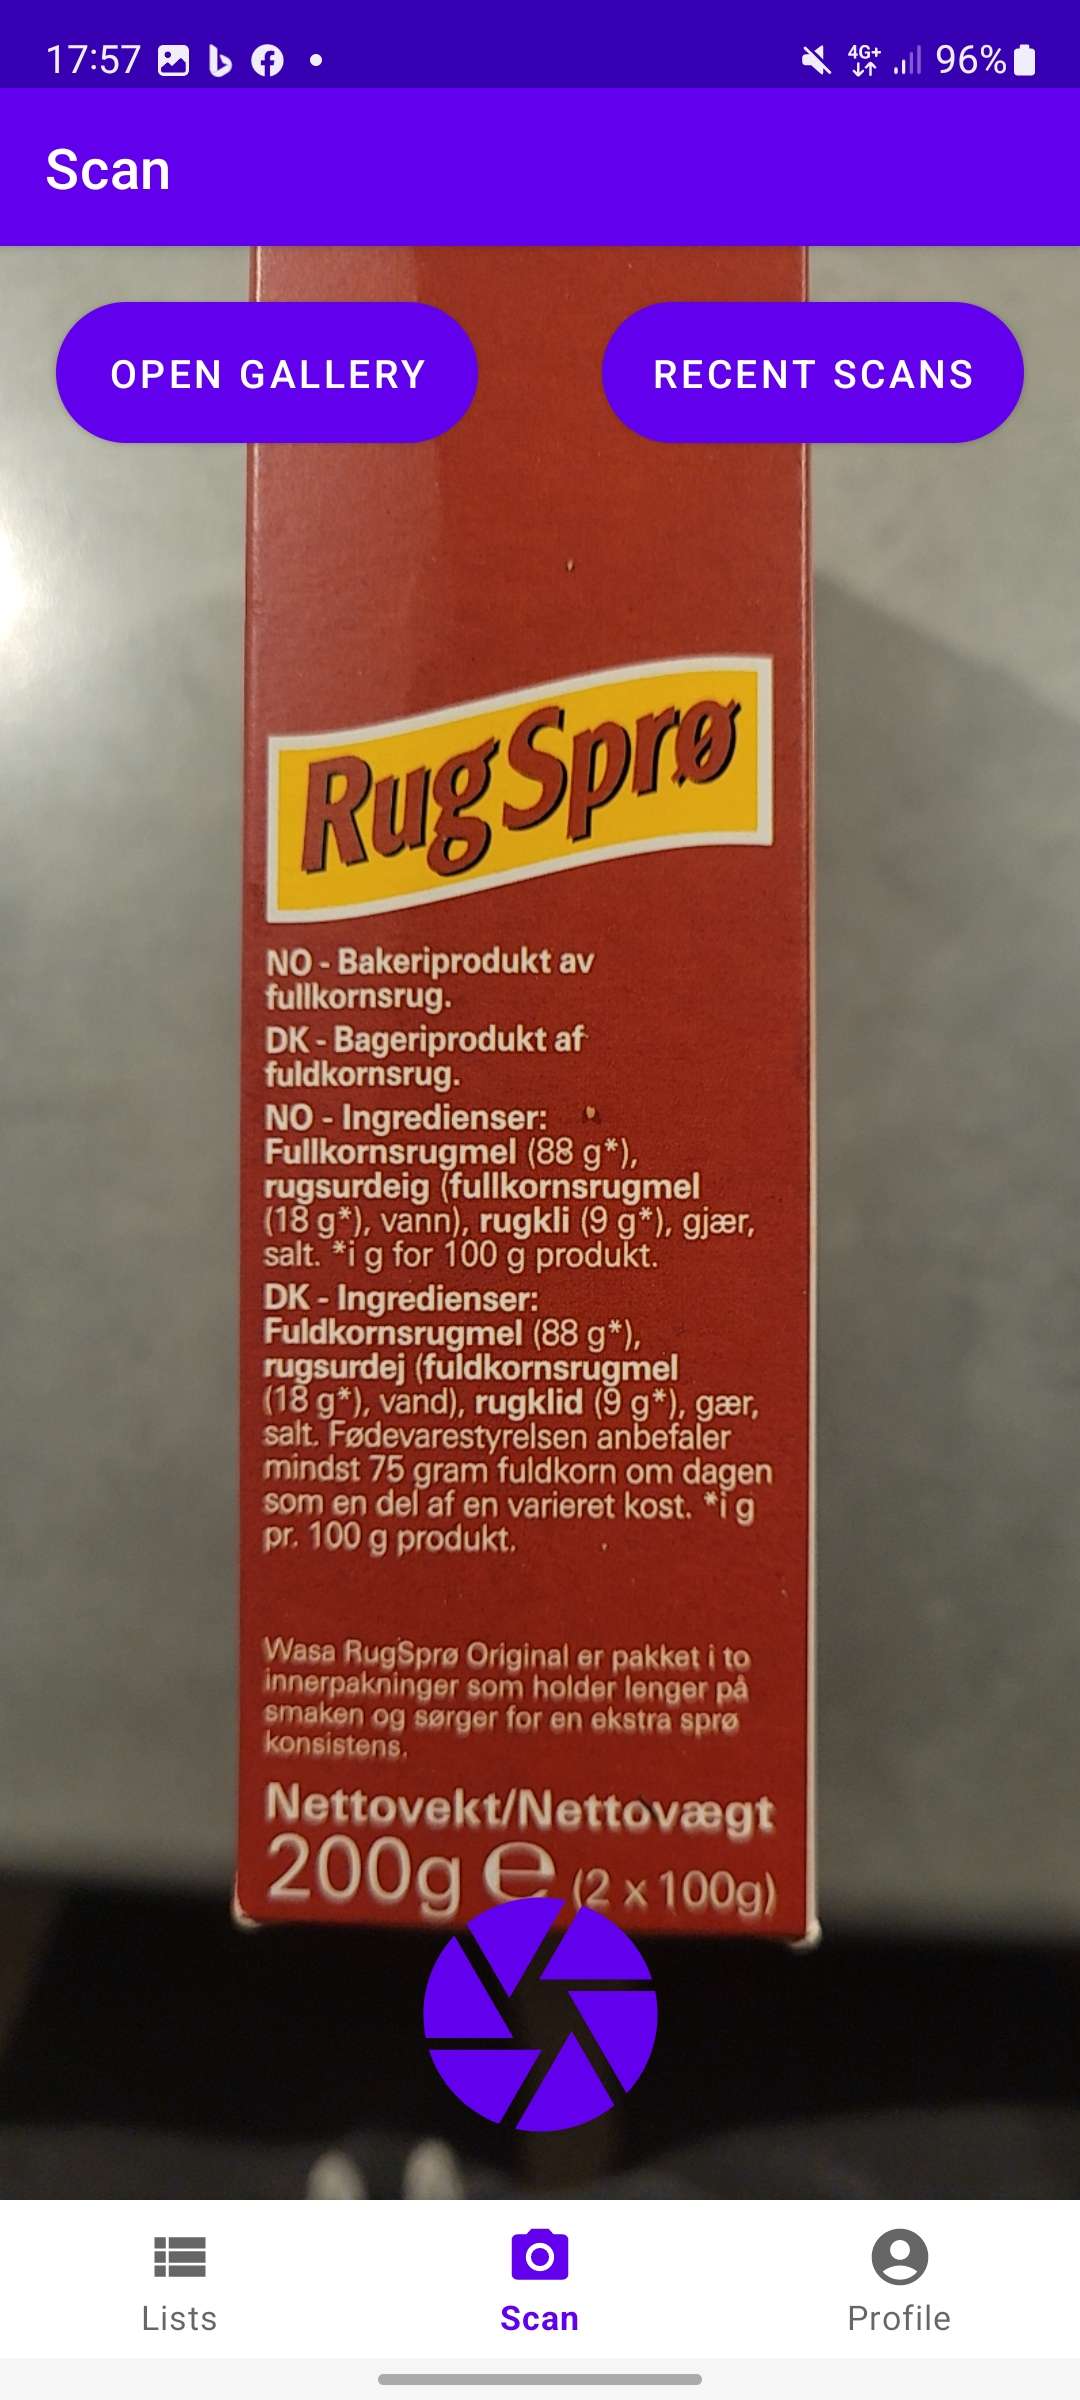 17:57
4G+
96%
Scan
OPEN GALLERY
RECENT SCANS
RugSprø
NO - Bakeriprodukt av
fullkornsrug.
DK - Bageriprodukt af
fuldkornsrug.
NO - Ingredienser:
Fullkornsrugmel (88 g*),
rugsurdeig (fullkornsrugmel
(18 g*), vann), rugkli (9 g*), gjær,
salt. *i g for 100 g produkt.
DK - Ingredienser:
Fuldkornsrugmel (88 g*),
rugsurdej (fuldkornsrugmel
(18 g*), vand), rugklid (9 g*), gær,
salt. Fødevarestyrelsen anbefaler
mindst 75 gram fuldkorn om dagen
som en del af en varieret kost. *i g
pr. 100 g produkt.
Wasa RugSprø Original er pakket i to
innerpakninger som holder lenger på
smaken og sørger for en ekstra sprø
konsistens.
Nettovekt/Nettovægt
200g e (2 x 100g)
Lists
Scan
Profile